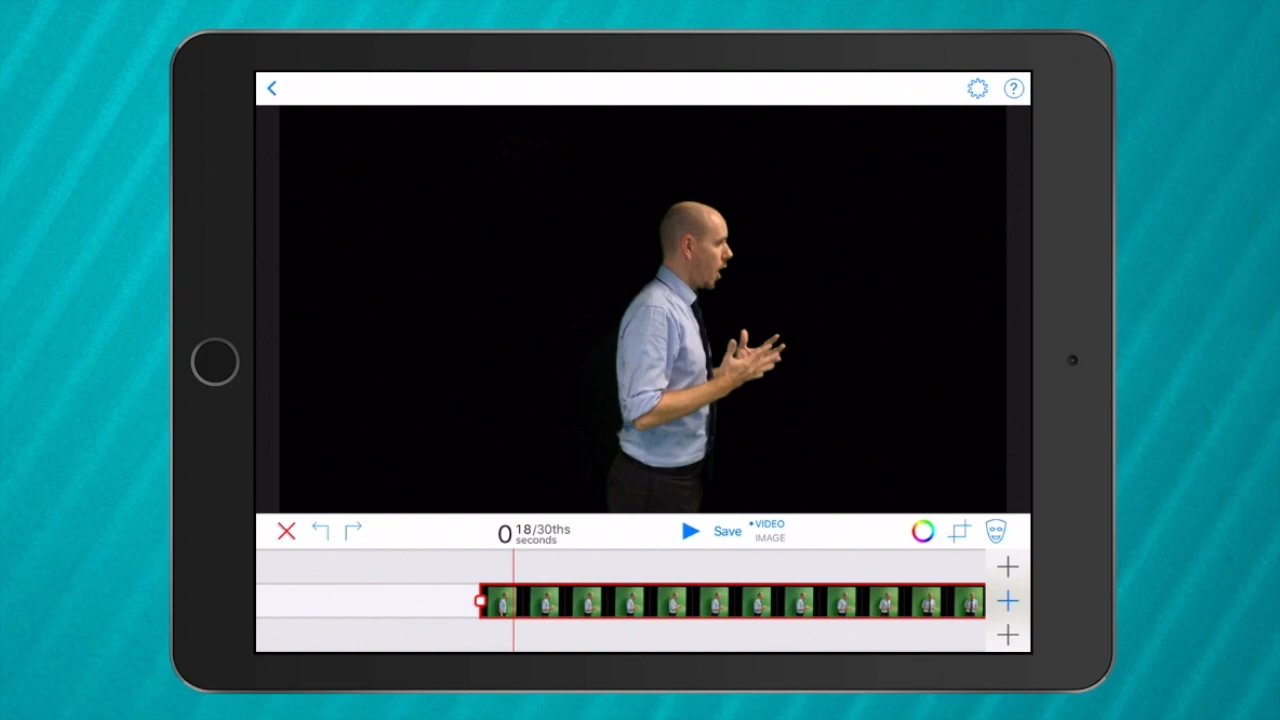 ?
0 18/30ths
seconds
Save
•VIDEO
IMAGE